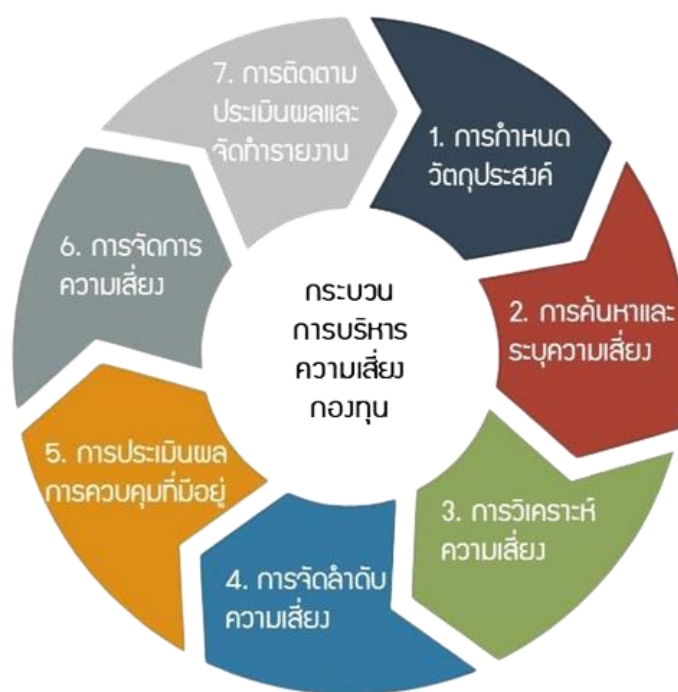 กระบวน
การบริหาร
ความเสี่ยง
กองทุน
1. การกำหนด
วัตถุประสงค์
2. การค้นหาและ
ระบุความเสี่ยง
3. การวิเคราะห์
ความเสี่ยง
4. การจัดลำดับ
ความเสี่ยง
5. การประเมินผล
การควบคุมที่มีอยู่
6. การจัดการ
ความเสี่ยง
7. การติดตาม
ประเมินผลและ
จัดทำรายงาน